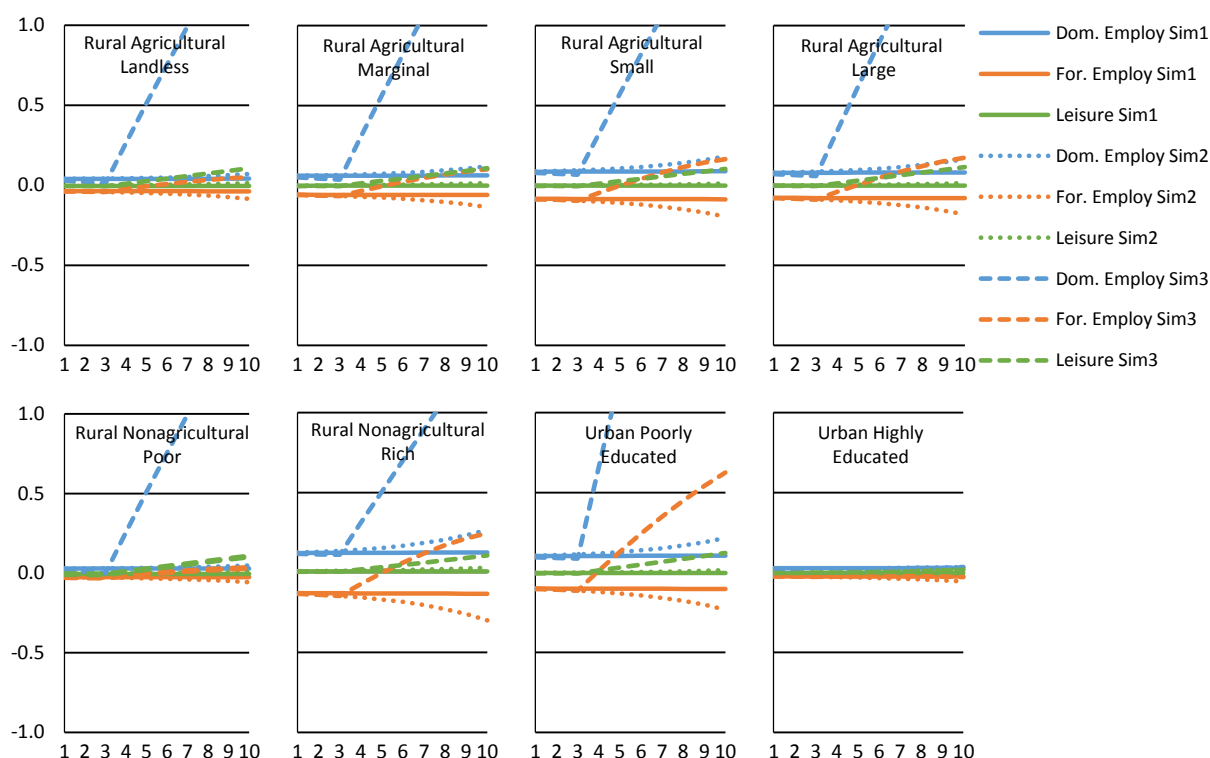 1.0
0.5
0.0
-0.5
-1.0
Rural Agricultural
Landless
1 2 3 4 5 6 7 8 9 10
Rural Agricultural
Marginal
1 2 3 4 5 6 7 8 9 10
Rural Agricultural
Small
1 2 3 4 5 6 7 8 9 10
Rural Agricultural
Large
1 2 3 4 5 6 7 8 9 10
Dom. Employ Sim1
For. Employ Sim1
Leisure Sim1
Dom. Employ Sim2
For. Employ Sim2
Leisure Sim2
Dom. Employ Sim3
For. Employ Sim3
Leisure Sim3
1.0
0.5
0.0
-0.5
-1.0
Rural Nonagricultural
Poor
1 2 3 4 5 6 7 8 9 10
Rural Nonagricultural
Rich
1 2 3 4 5 6 7 8 9 10
Urban Poorly
Educated
1 2 3 4 5 6 7 8 9 10
Urban Highly
Educated
1 2 3 4 5 6 7 8 9 10